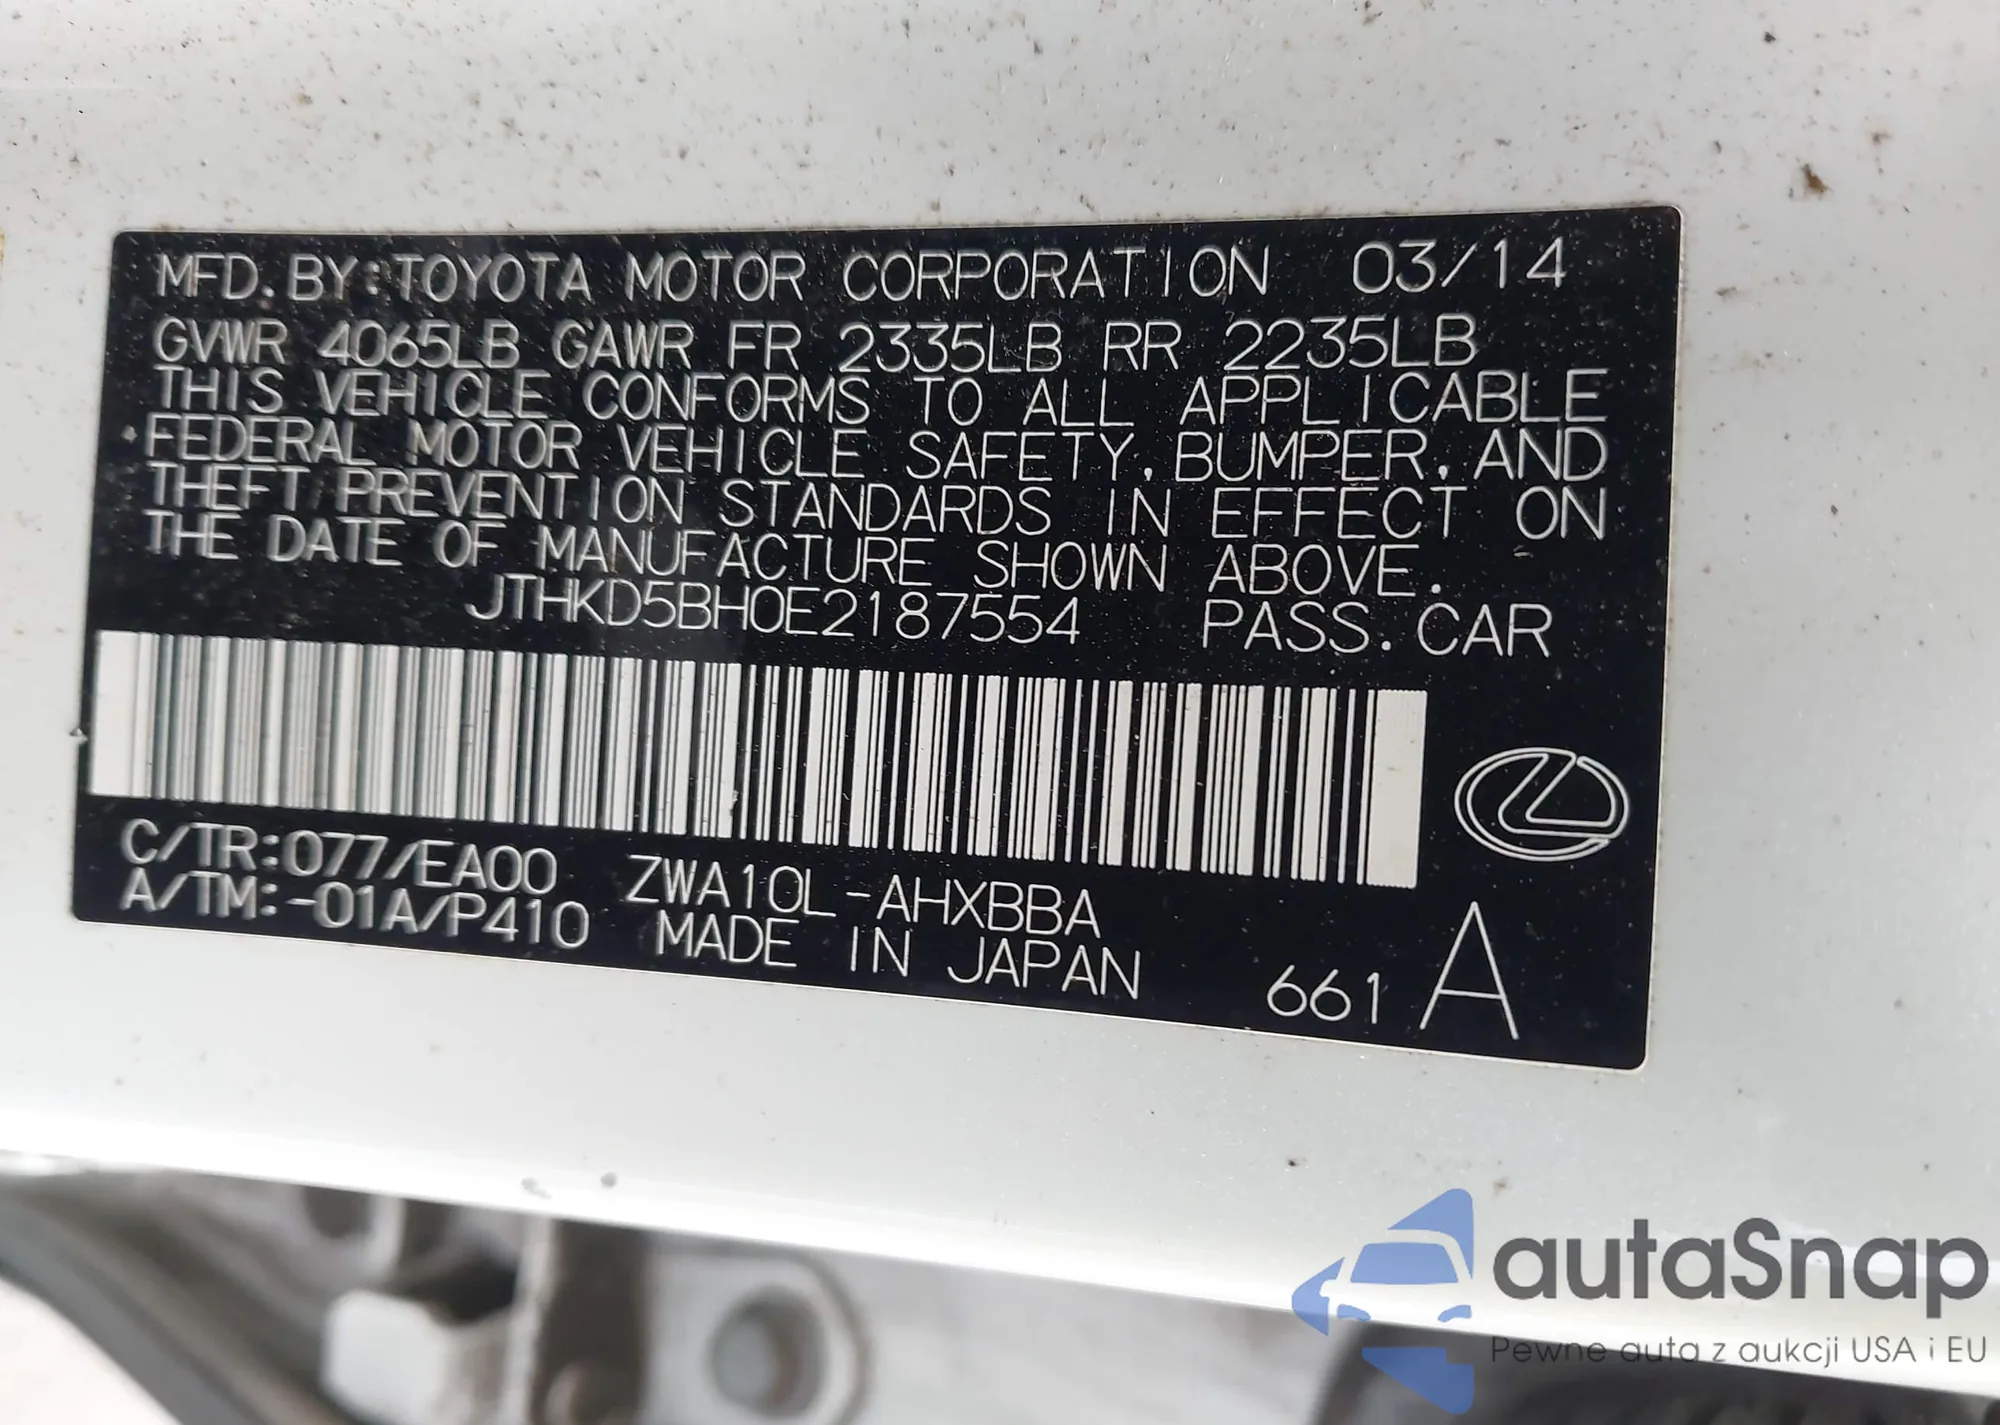 MFD. BY: TOYOTA MOTOR CORPORATION 03/14
GVWR 4065LB GAWR FR 2335LB RR 2235LB
THIS VEHICLE CONFORMS TO ALL APPLICABLE
FEDERAL MOTOR VEHICLE SAFETY, BUMPER, AND
THEFT PREVENTION STANDARDS IN EFFECT ON
THE DATE OF MANUFACTURE SHOWN ABOVE.
JTHKD5BH0E2187554 PASS. CAR
C/TR:077/EA00 ZWA10L-AHXBBA
A/TM:-01A/P410 MADE IN JAPAN 661 A
autaSnap
Pewne auta z aukcji USA i EU